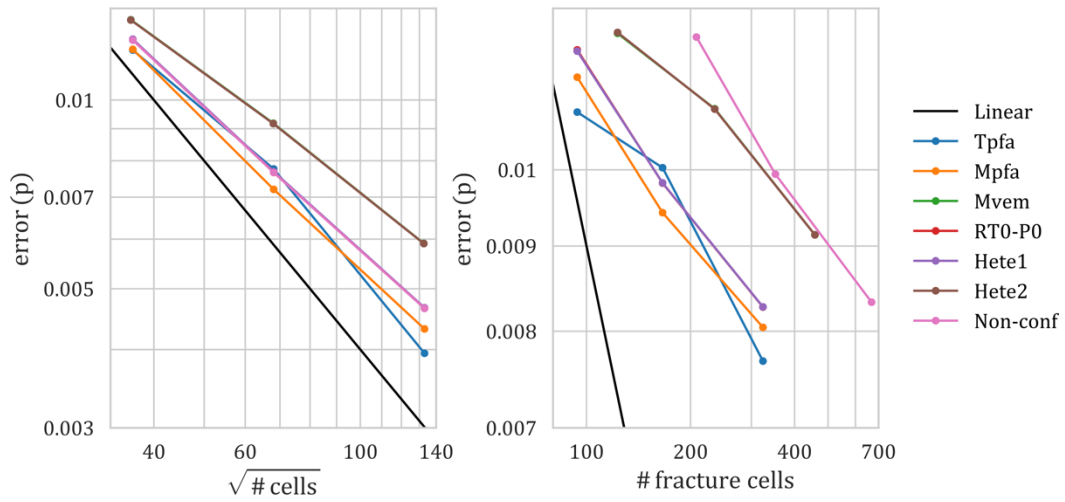 error (p)
0.01
0.007
0.005
0.003
40
60
100
140
√# cells
error (p)
0.01
0.009
0.008
0.007
100
200
400
700
# fracture cells
Linear
Tpfa
Mpfa
Mvem
RT0-P0
Hete1
Hete2
Non-conf